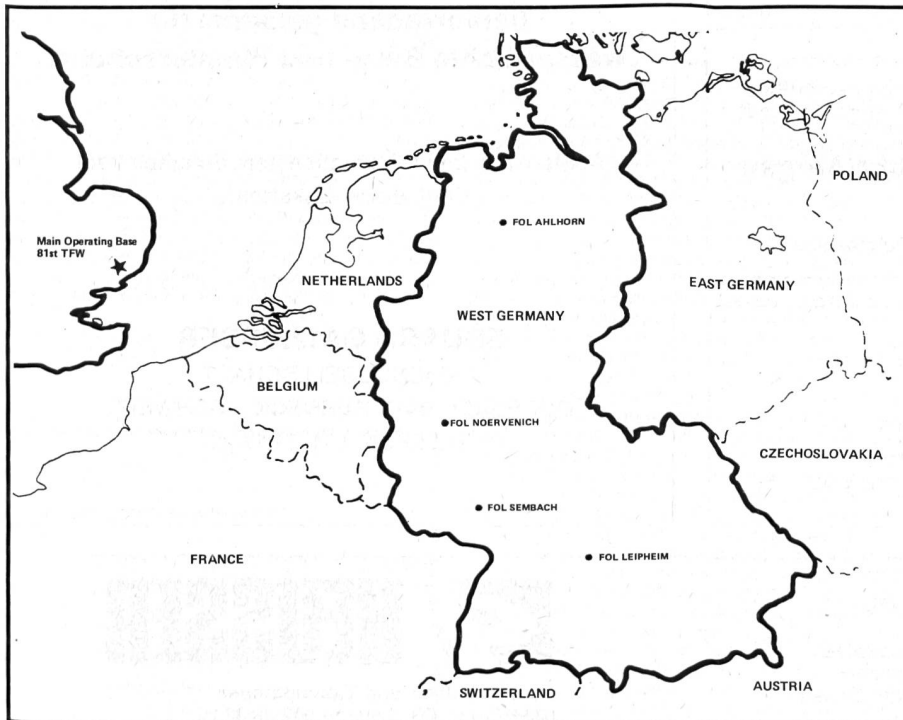 POLAND
FOL AHLHORN
Main Operating Base
81st TFW
NETHERLANDS
EAST GERMANY
WEST GERMANY
BELGIUM
FOL NOERVENICH
CZECHOSLOVAKIA
FOL SEMBACH
FRANCE
FOL LEIPHEIM
SWITZERLAND
AUSTRIA